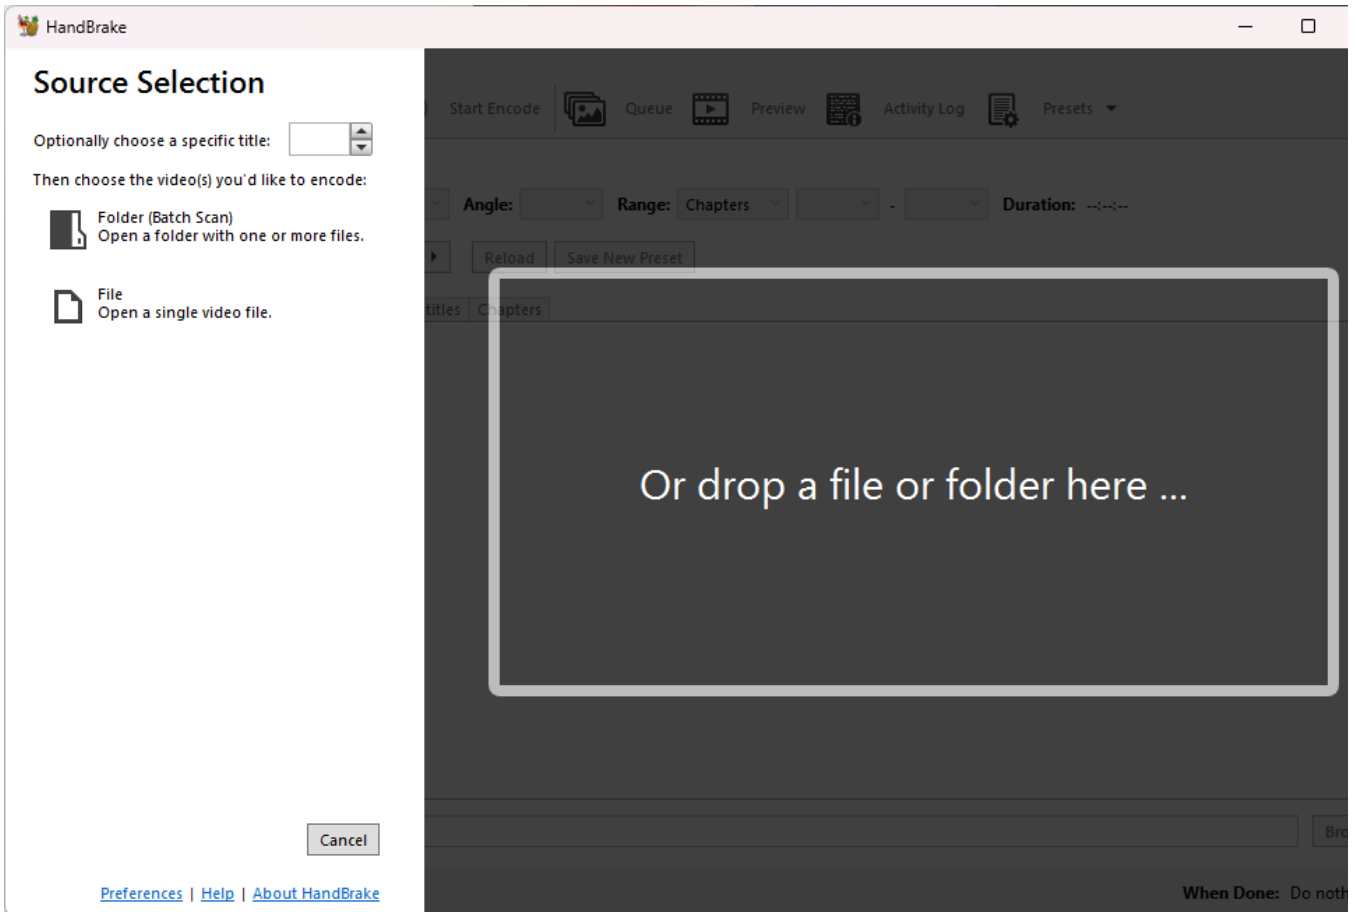 HandBrake
Source Selection
Optionally choose a specific title:
Then choose the video(s) you'd like to encode:
Folder (Batch Scan)
Open a folder with one or more files.
File
Open a single video file.
Cancel
Preferences | Help | About HandBrake
Start Encode Queue Preview Activity Log Presets
Angle: Range: Chapters - Duration: --:--:--
Reload Save New Preset
titles Chapters
Or drop a file or folder here ...
Bro
When Done: Do noth